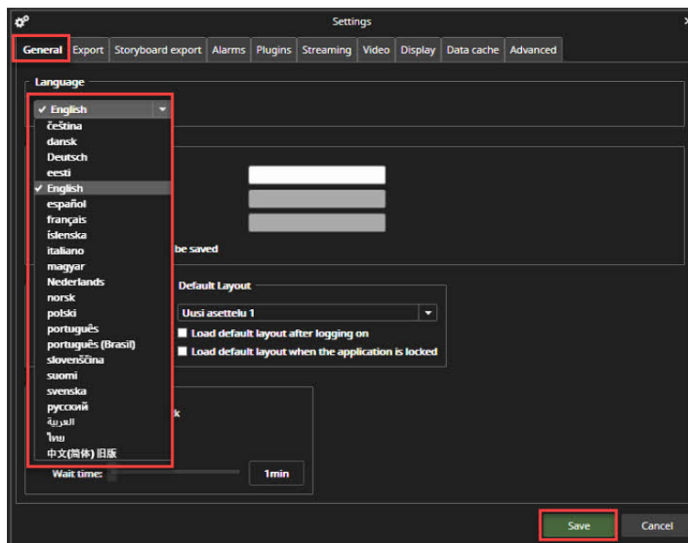 Settings
General Export Storyboard export Alarms Plugins Streaming Video Display Data cache Advanced
Language
✓ English
čeština
dansk
Deutsch
eesti
✓ English
español
français
íslenska
italiano
magyar
Nederlands
norsk
polski
português
português (Brasil)
slovenščina
suomi
svenska
русский
العربية
ไทย
中文(简体) 旧版
be saved
Default Layout
Uusi asettelu 1
Load default layout after logging on
Load default layout when the application is locked
k
Wait time:
1min
Save Cancel